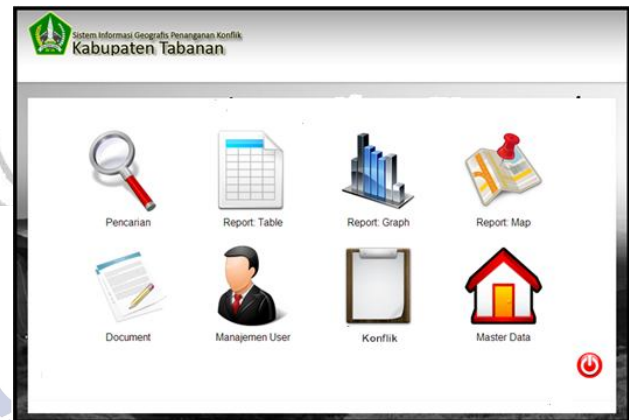 Sistem Informasi Geografis Penanganan Konflik
Kabupaten Tabanan
Pencarian
Report: Table
Report: Graph
Report: Map
Document
Manajemen User
Konflik
Master Data